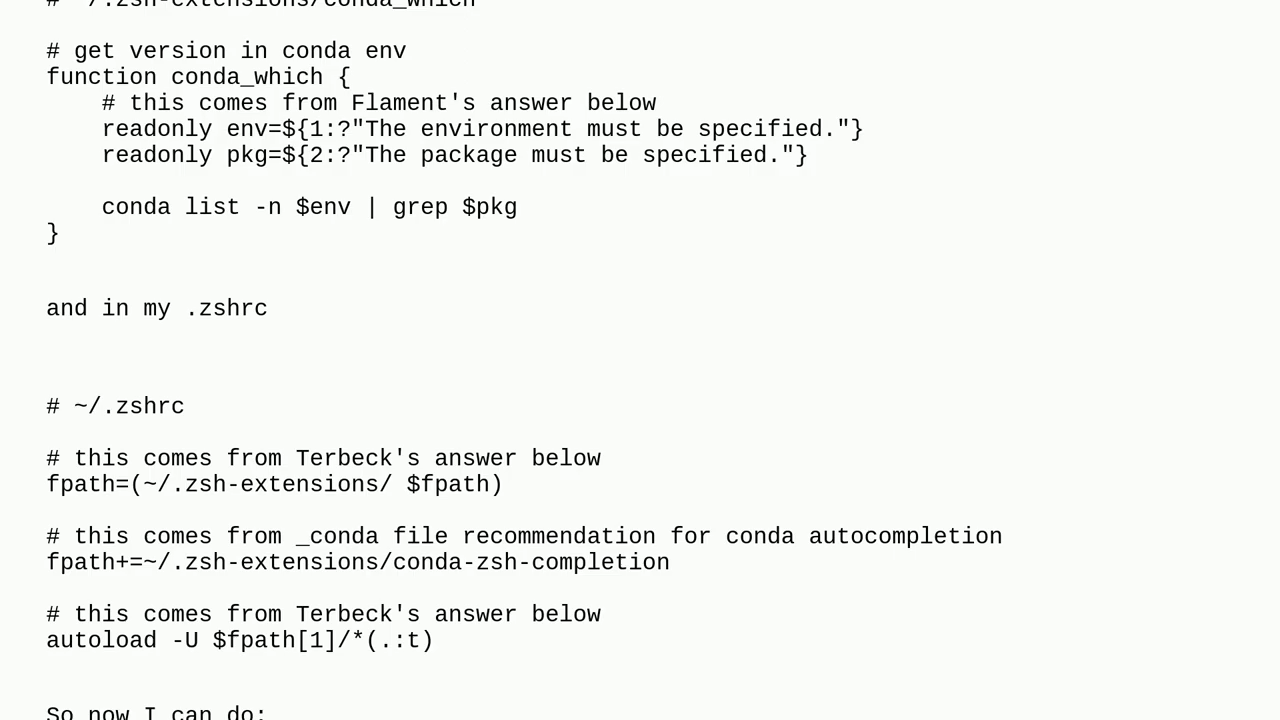 # ~/.zsh-extensions/conda_which
# get version in conda env
function conda_which {
    # this comes from Flament's answer below
    readonly env=${1:?"The environment must be specified."}
    readonly pkg=${2:?"The package must be specified."}
    conda list -n $env | grep $pkg
}
and in my .zshrc
# ~/.zshrc
# this comes from Terbeck's answer below
fpath=(~/.zsh-extensions/ $fpath)
# this comes from _conda file recommendation for conda autocompletion
fpath+=~/.zsh-extensions/conda-zsh-completion
# this comes from Terbeck's answer below
autoload -U $fpath[1]/*(.:t)
So now I can do: